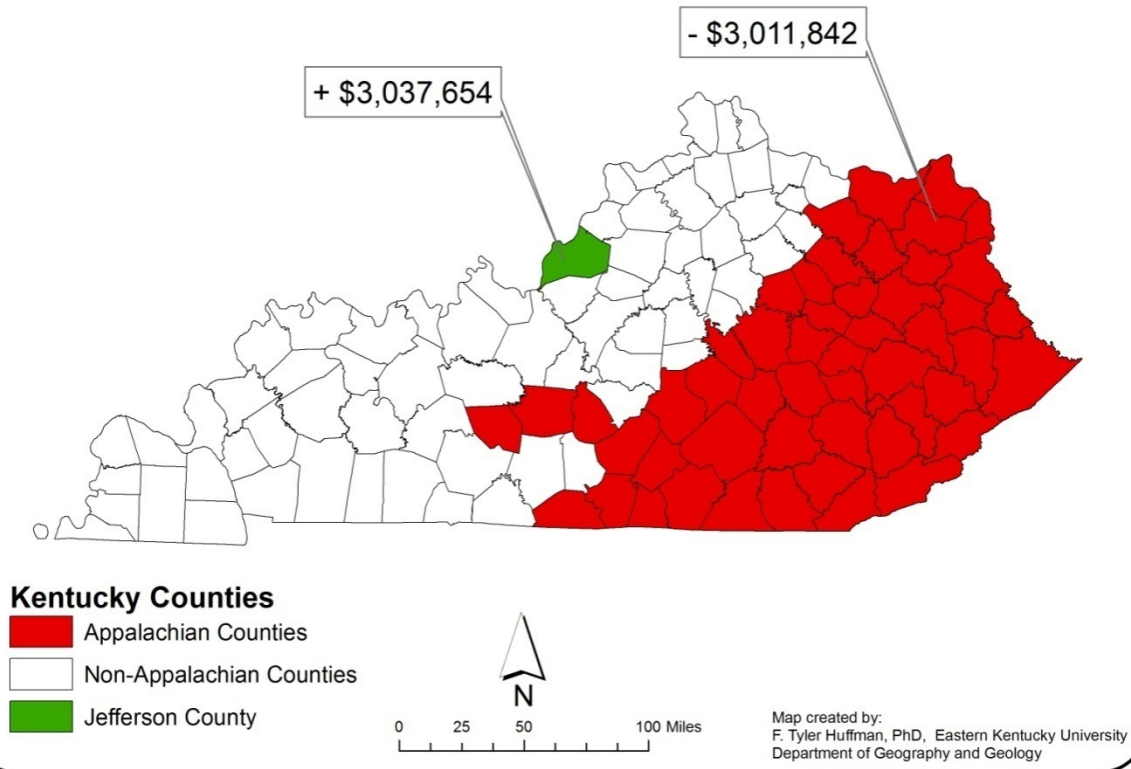 - $3,011,842
+ $3,037,654
Kentucky Counties
Appalachian Counties
Non-Appalachian Counties
Jefferson County
N
0 25 50 100 Miles
Map created by:
F. Tyler Huffman, PhD, Eastern Kentucky University
Department of Geography and Geology